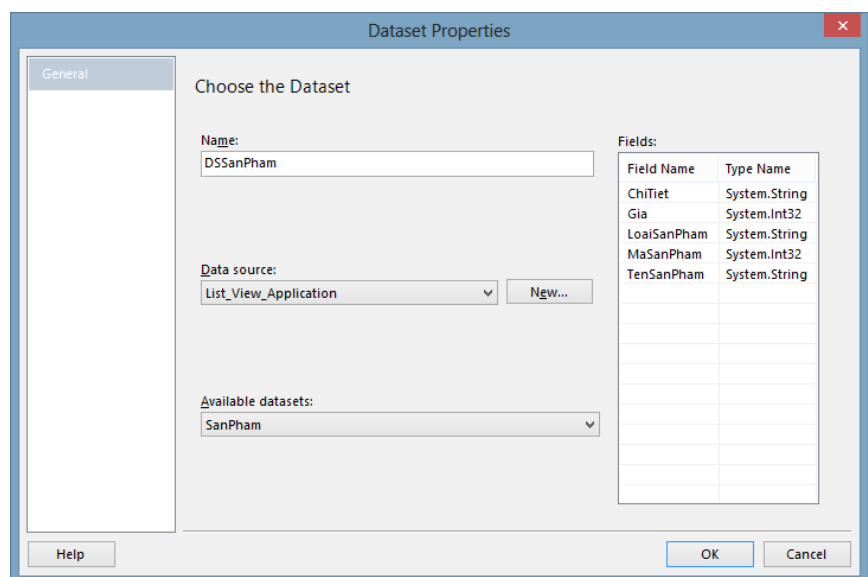 Dataset Properties
General
Choose the Dataset
Name:
DSSanPham
Data source:
List_View_Application
New...
Available datasets:
SanPham
Fields:
Field Name Type Name
ChiTiet System.String
Gia System.Int32
LoaiSanPham System.String
MaSanPham System.Int32
TenSanPham System.String
Help
OK
Cancel